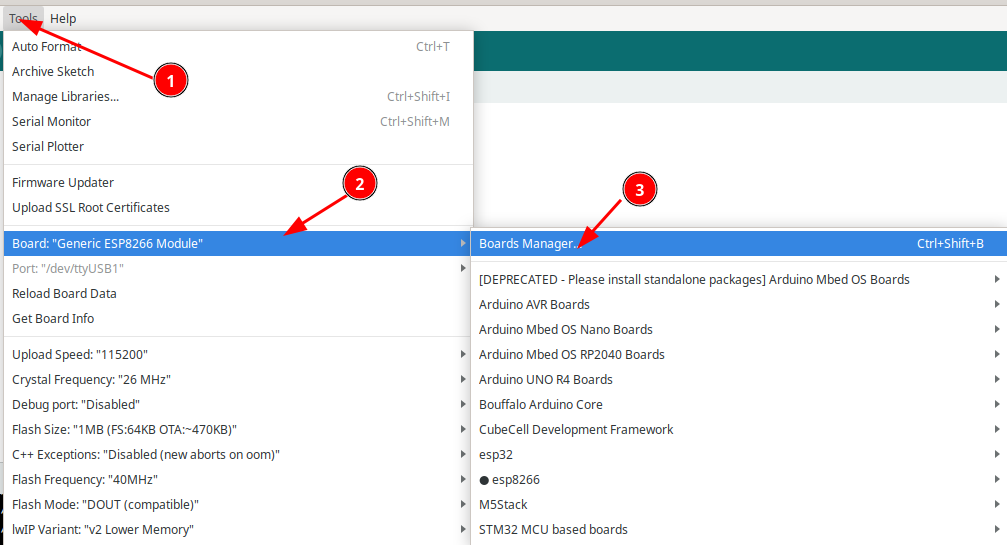 Tools Help
1
Auto Format Ctrl+T
Archive Sketch
Manage Libraries... Ctrl+Shift+I
Serial Monitor Ctrl+Shift+M
Serial Plotter
Firmware Updater
2
3
Upload SSL Root Certificates
Board: "Generic ESP8266 Module"
Port: "/dev/ttyUSB1"
Reload Board Data
Get Board Info
Upload Speed: "115200"
Crystal Frequency: "26 MHz"
Debug port: "Disabled"
Flash Size: "1MB (FS:64KB OTA:~470KB)"
C++ Exceptions: "Disabled (new aborts on oom)"
Flash Frequency: "40MHz"
Flash Mode: "DOUT (compatible)"
lwIP Variant: "v2 Lower Memory"
Boards Manager... Ctrl+Shift+B
[DEPRECATED - Please install standalone packages] Arduino Mbed OS Boards
Arduino AVR Boards
Arduino Mbed OS Nano Boards
Arduino Mbed OS RP2040 Boards
Arduino UNO R4 Boards
Bouffalo Arduino Core
CubeCell Development Framework
esp32
● esp8266
M5Stack
STM32 MCU based boards